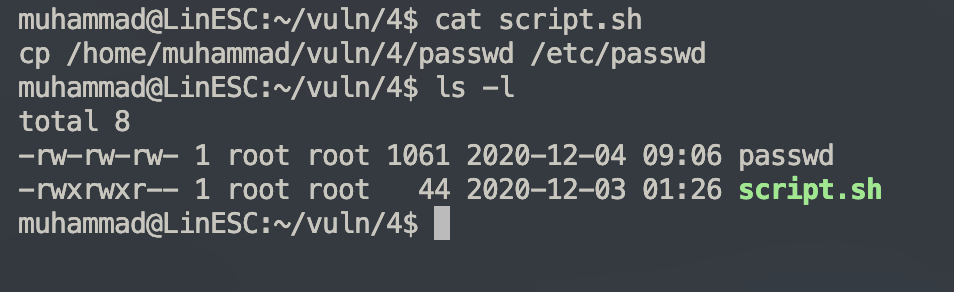 muhammad@LinESC:~/vuln/4$ cat script.sh
cp /home/muhammad/vuln/4/passwd /etc/passwd
muhammad@LinESC:~/vuln/4$ ls -l
total 8
-rw-rw-rw- 1 root root 1061 2020-12-04 09:06 passwd
-rwxrwxr-- 1 root root   44 2020-12-03 01:26 script.sh
muhammad@LinESC:~/vuln/4$